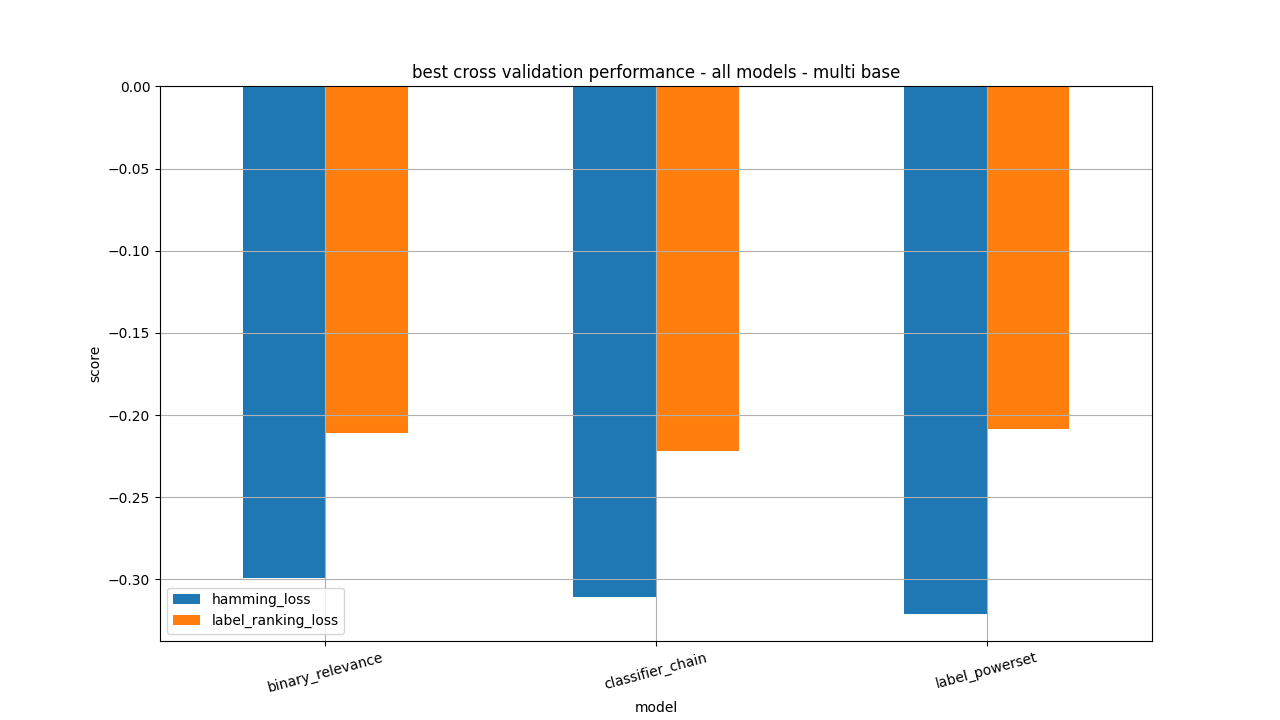 best cross validation performance - all models - multi base
0.00
−0.05
−0.10
−0.15
−0.20
−0.25
−0.30
score
hamming_loss
label_ranking_loss
binary_relevance
classifier_chain
label_powerset
model